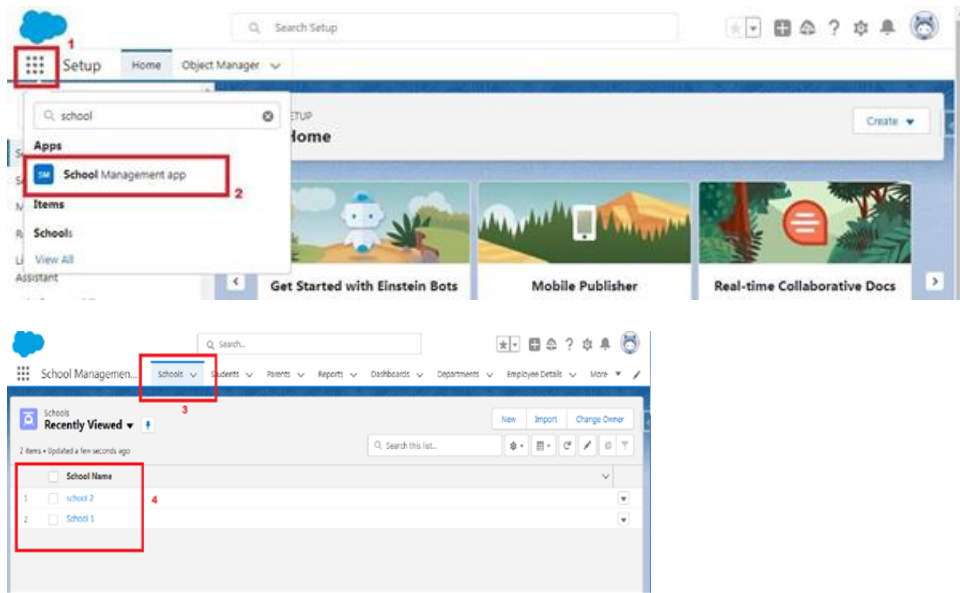 Search Setup
1
Setup Home Object Manager
school
SETUP
Home
Create
Apps
SM School Management app
2
Items
Schools
View All
Assistant
Get Started with Einstein Bots Mobile Publisher Real-time Collaborative Docs
Search...
School Managemen... Schools Students Parents Reports Dashboards Departments Employee Details More
3
Schools
Recently Viewed
New Import Change Owner
2 items • Updated a few seconds ago
Search this list...
School Name
1 school 2
4
2 School 1